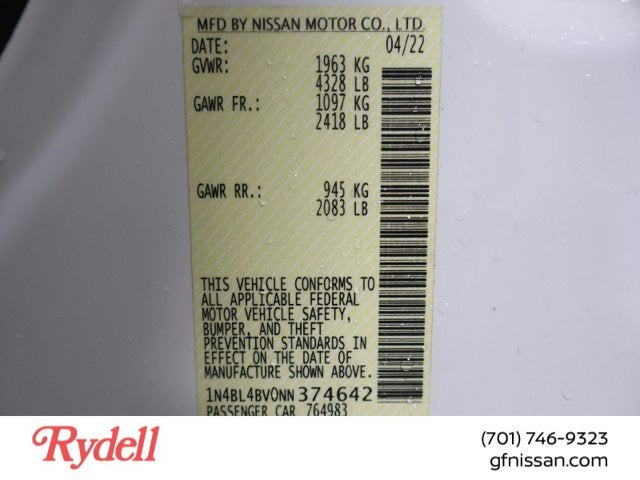 MFD BY NISSAN MOTOR CO., LTD.
DATE: 04/22
GVWR: 1963 KG
4328 LB
GAWR FR.: 1097 KG
2418 LB
GAWR RR.: 945 KG
2083 LB
THIS VEHICLE CONFORMS TO
ALL APPLICABLE FEDERAL
MOTOR VEHICLE SAFETY,
BUMPER, AND THEFT
PREVENTION STANDARDS IN
EFFECT ON THE DATE OF
MANUFACTURE SHOWN ABOVE.
1N4BL4BV0NN374642
PASSENGER CAR 764983
Rydell
(701) 746-9323
gfnissan.com